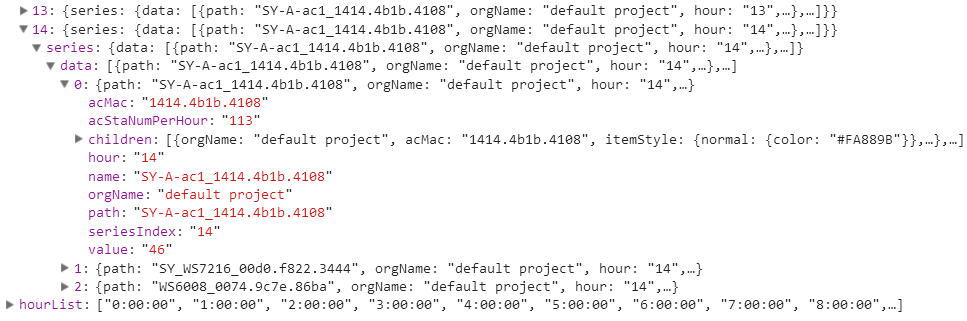 13: {series: {data: [{path: "SY-A-ac1_1414.4b1b.4108", orgName: "default project", hour: "13",…},…]}}
14: {series: {data: [{path: "SY-A-ac1_1414.4b1b.4108", orgName: "default project", hour: "14",…},…]}}
series: {data: [{path: "SY-A-ac1_1414.4b1b.4108", orgName: "default project", hour: "14",…},…]}
data: [{path: "SY-A-ac1_1414.4b1b.4108", orgName: "default project", hour: "14",…},…]
0: {path: "SY-A-ac1_1414.4b1b.4108", orgName: "default project", hour: "14",…}
acMac: "1414.4b1b.4108"
acStaNumPerHour: "113"
children: [{orgName: "default project", acMac: "1414.4b1b.4108", itemStyle: {normal: {color: "#FA889B"}},…},…]
hour: "14"
name: "SY-A-ac1_1414.4b1b.4108"
orgName: "default project"
path: "SY-A-ac1_1414.4b1b.4108"
seriesIndex: "14"
value: "46"
1: {path: "SY_WS7216_00d0.f822.3444", orgName: "default project", hour: "14",…}
2: {path: "WS6008_0074.9c7e.86ba", orgName: "default project", hour: "14",…}
hourList: ["0:00:00", "1:00:00", "2:00:00", "3:00:00", "4:00:00", "5:00:00", "6:00:00", "7:00:00", "8:00:00",…]